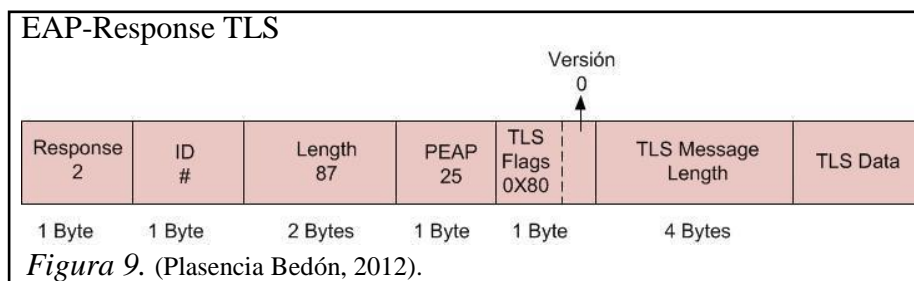 EAP-Response TLS
Versión
0
Response
2
ID
#
Length
87
PEAP
25
TLS
Flags
0X80
TLS Message
Length
TLS Data
1 Byte
1 Byte
2 Bytes
1 Byte
1 Byte
4 Bytes
Figura 9. (Plasencia Bedón, 2012).